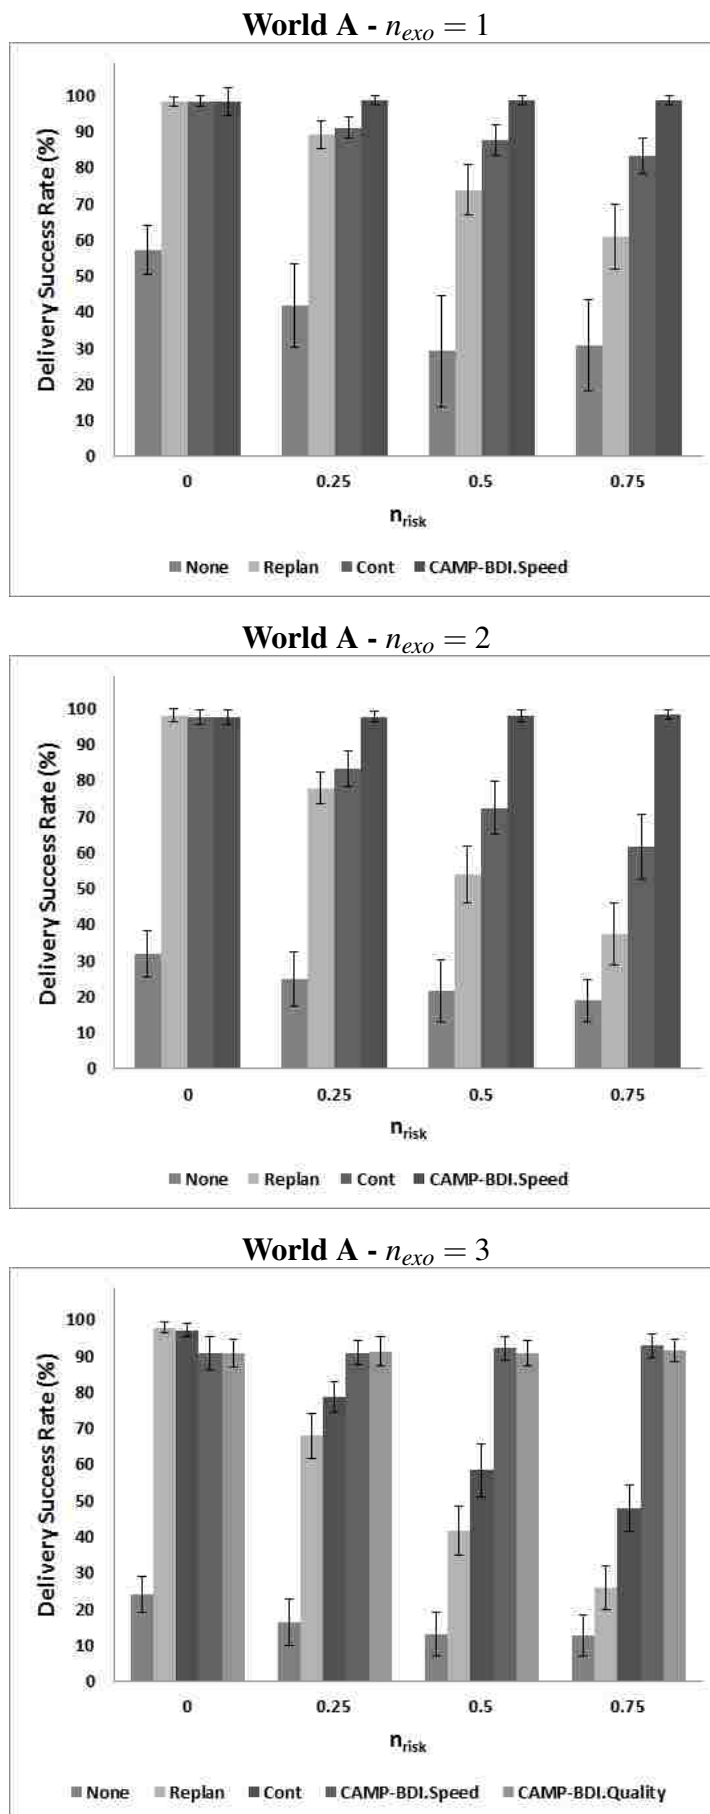 World A - n_exo = 1
Delivery Success Rate (%)
100
90
80
70
60
50
40
30
20
10
0
0 0.25 0.5 0.75
n_risk
None Replan Cont CAMP-BDI.Speed
World A - n_exo = 2
Delivery Success Rate (%)
100
90
80
70
60
50
40
30
20
10
0
0 0.25 0.5 0.75
n_risk
None Replan Cont CAMP-BDI.Speed
World A - n_exo = 3
Delivery Success Rate (%)
100
90
80
70
60
50
40
30
20
10
0
0 0.25 0.5 0.75
n_risk
None Replan Cont CAMP-BDI.Speed CAMP-BDI.Quality